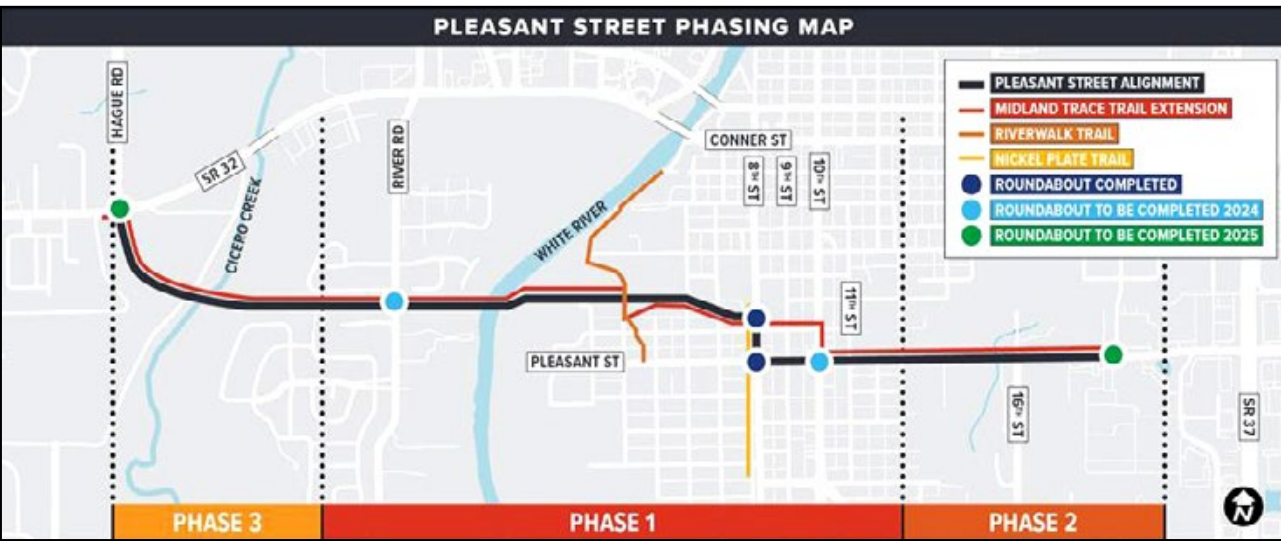 PLEASANT STREET PHASING MAP
PLEASANT STREET ALIGNMENT
MIDLAND TRACE TRAIL EXTENSION
RIVERWALK TRAIL
NICKEL PLATE TRAIL
ROUNDABOUT COMPLETED
ROUNDABOUT TO BE COMPLETED 2024
ROUNDABOUT TO BE COMPLETED 2025
HAGUE RD
SR 32
CICERO CREEK
RIVER RD
WHITE RIVER
CONNER ST
8TH ST
9TH ST
10TH ST
11TH ST
PLEASANT ST
16TH ST
SR 37
N
PHASE 3
PHASE 1
PHASE 2